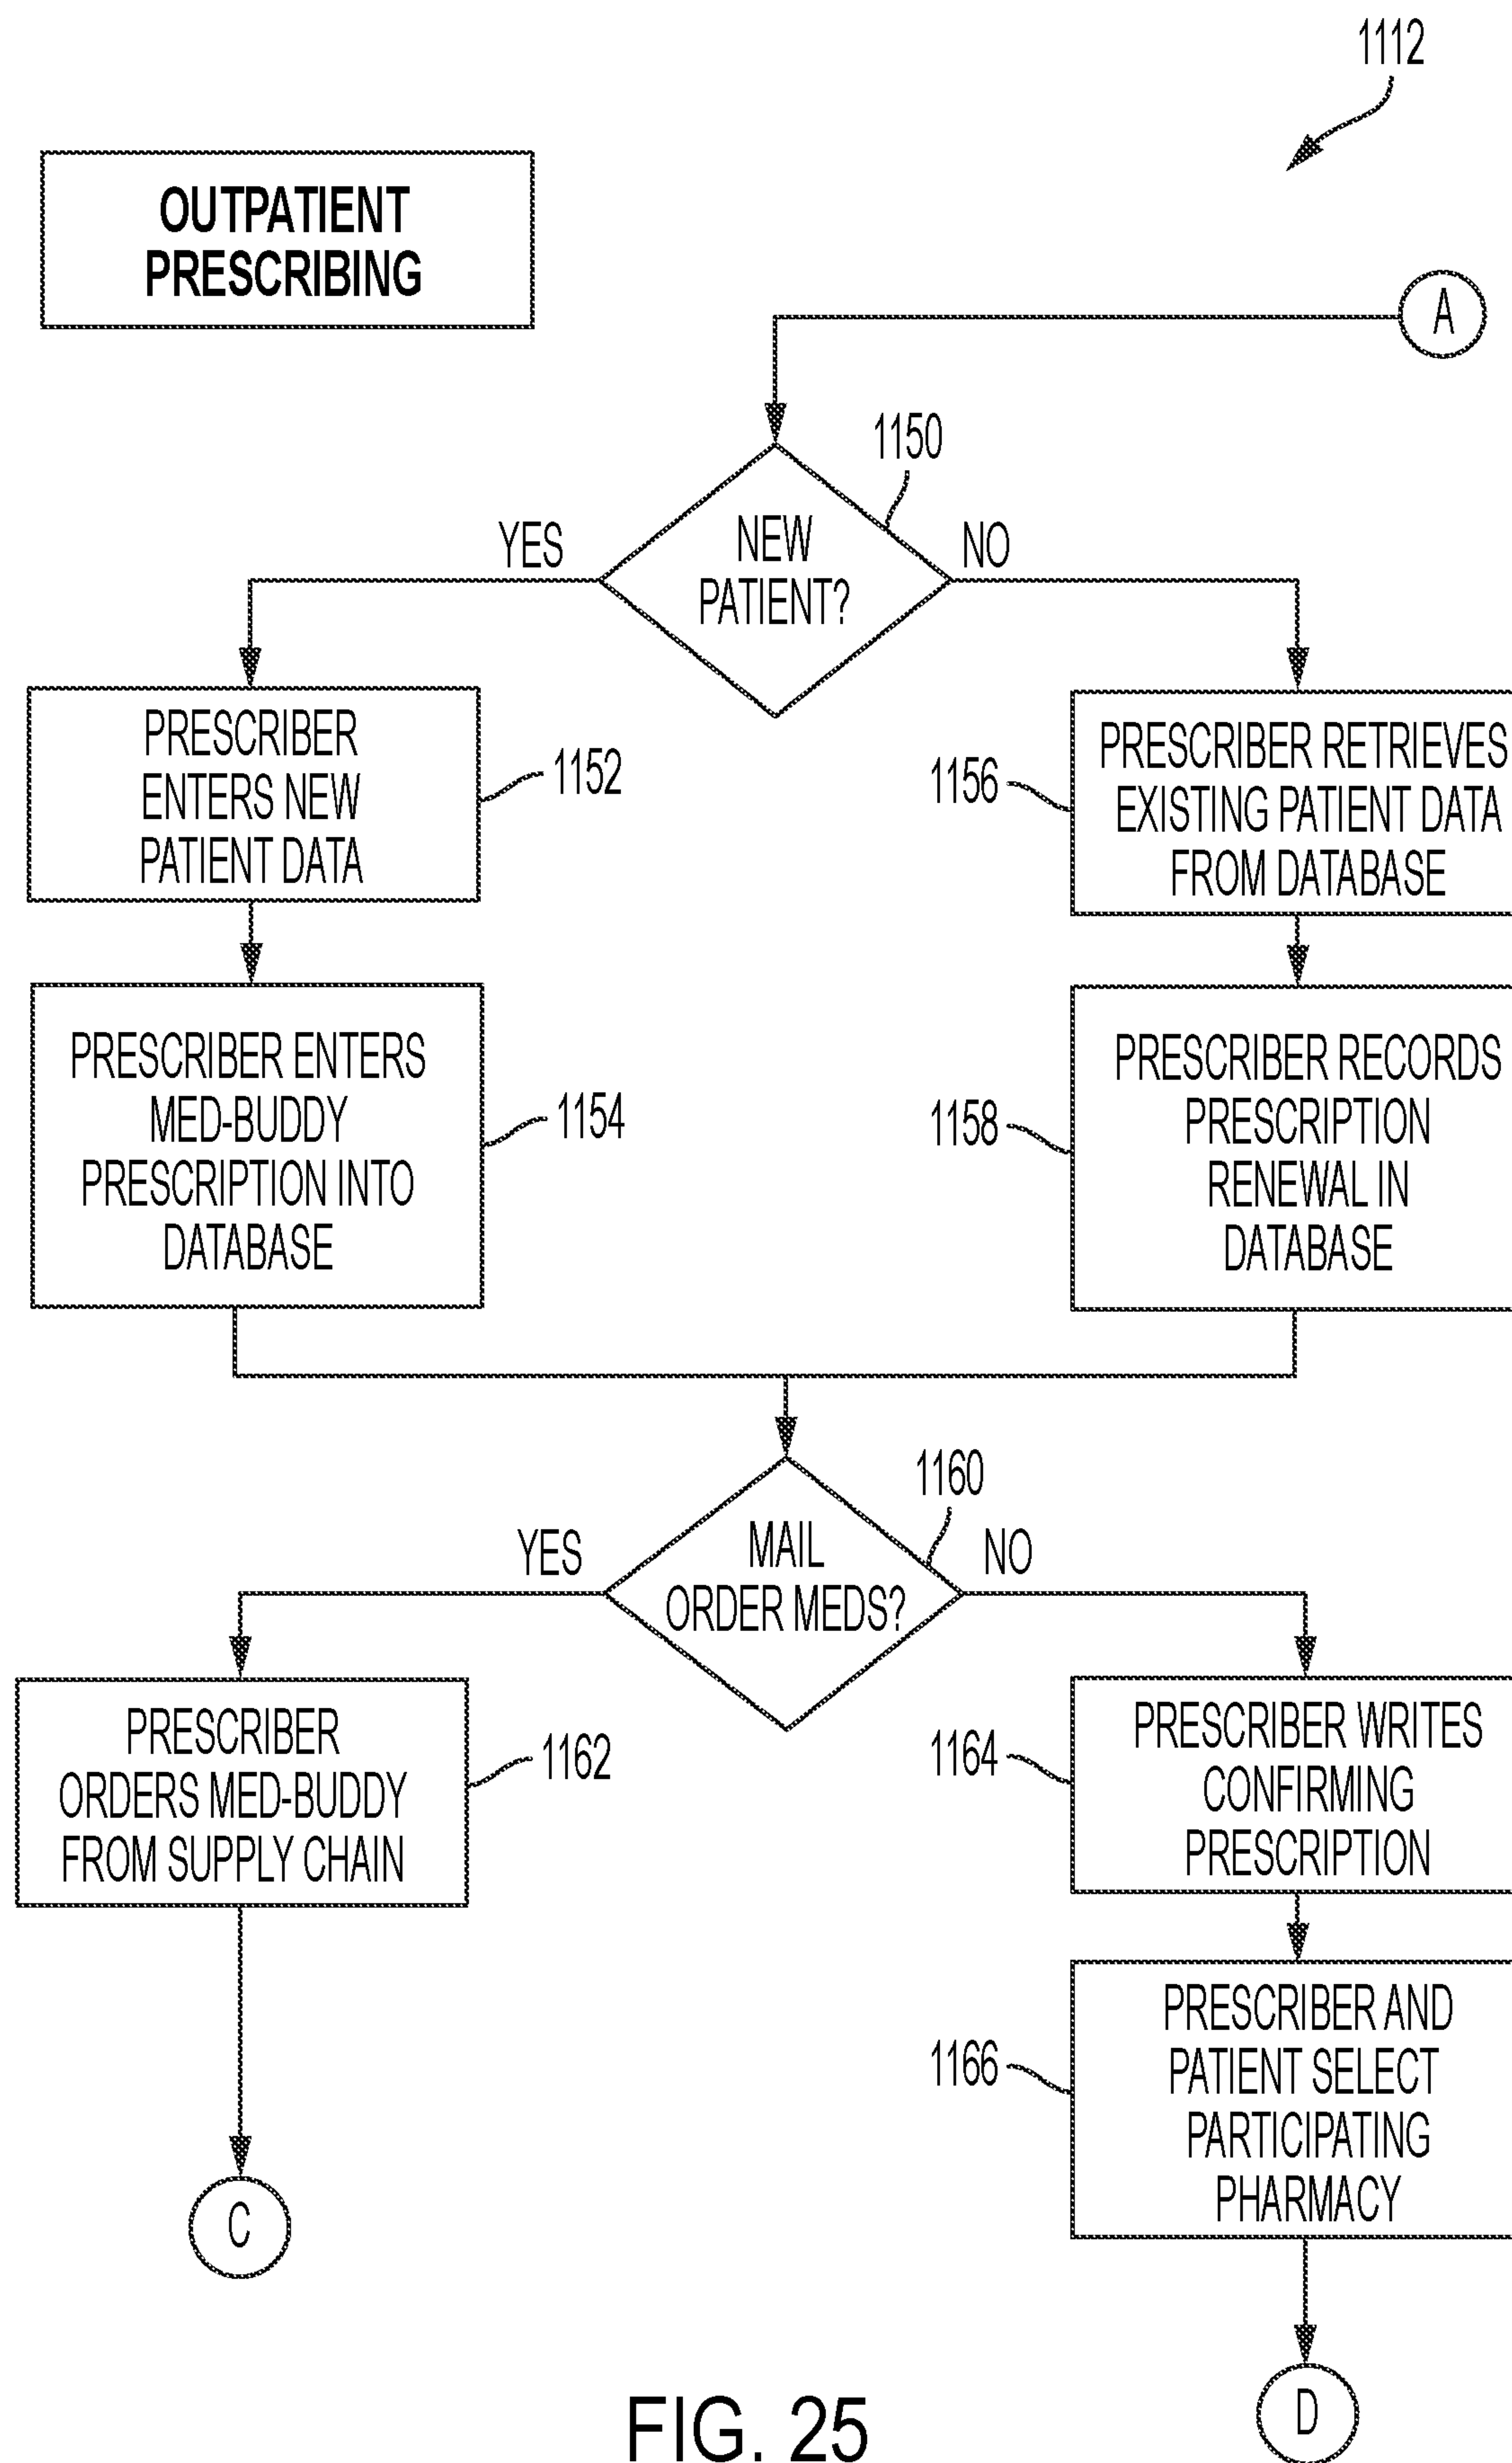 1112
OUTPATIENT
PRESCRIBING
A
1150
YES
NEW
PATIENT?
NO
PRESCRIBER
ENTERS NEW
PATIENT DATA
1152
1156
PRESCRIBER RETRIEVES
EXISTING PATIENT DATA
FROM DATABASE
PRESCRIBER ENTERS
MED-BUDDY
PRESCRIPTION INTO
DATABASE
1154
1158
PRESCRIBER RECORDS
PRESCRIPTION
RENEWAL IN
DATABASE
1160
YES
MAIL
ORDER MEDS?
NO
PRESCRIBER
ORDERS MED-BUDDY
FROM SUPPLY CHAIN
1162
1164
PRESCRIBER WRITES
CONFIRMING
PRESCRIPTION
1166
PRESCRIBER AND
PATIENT SELECT
PARTICIPATING
PHARMACY
C
D
FIG. 25